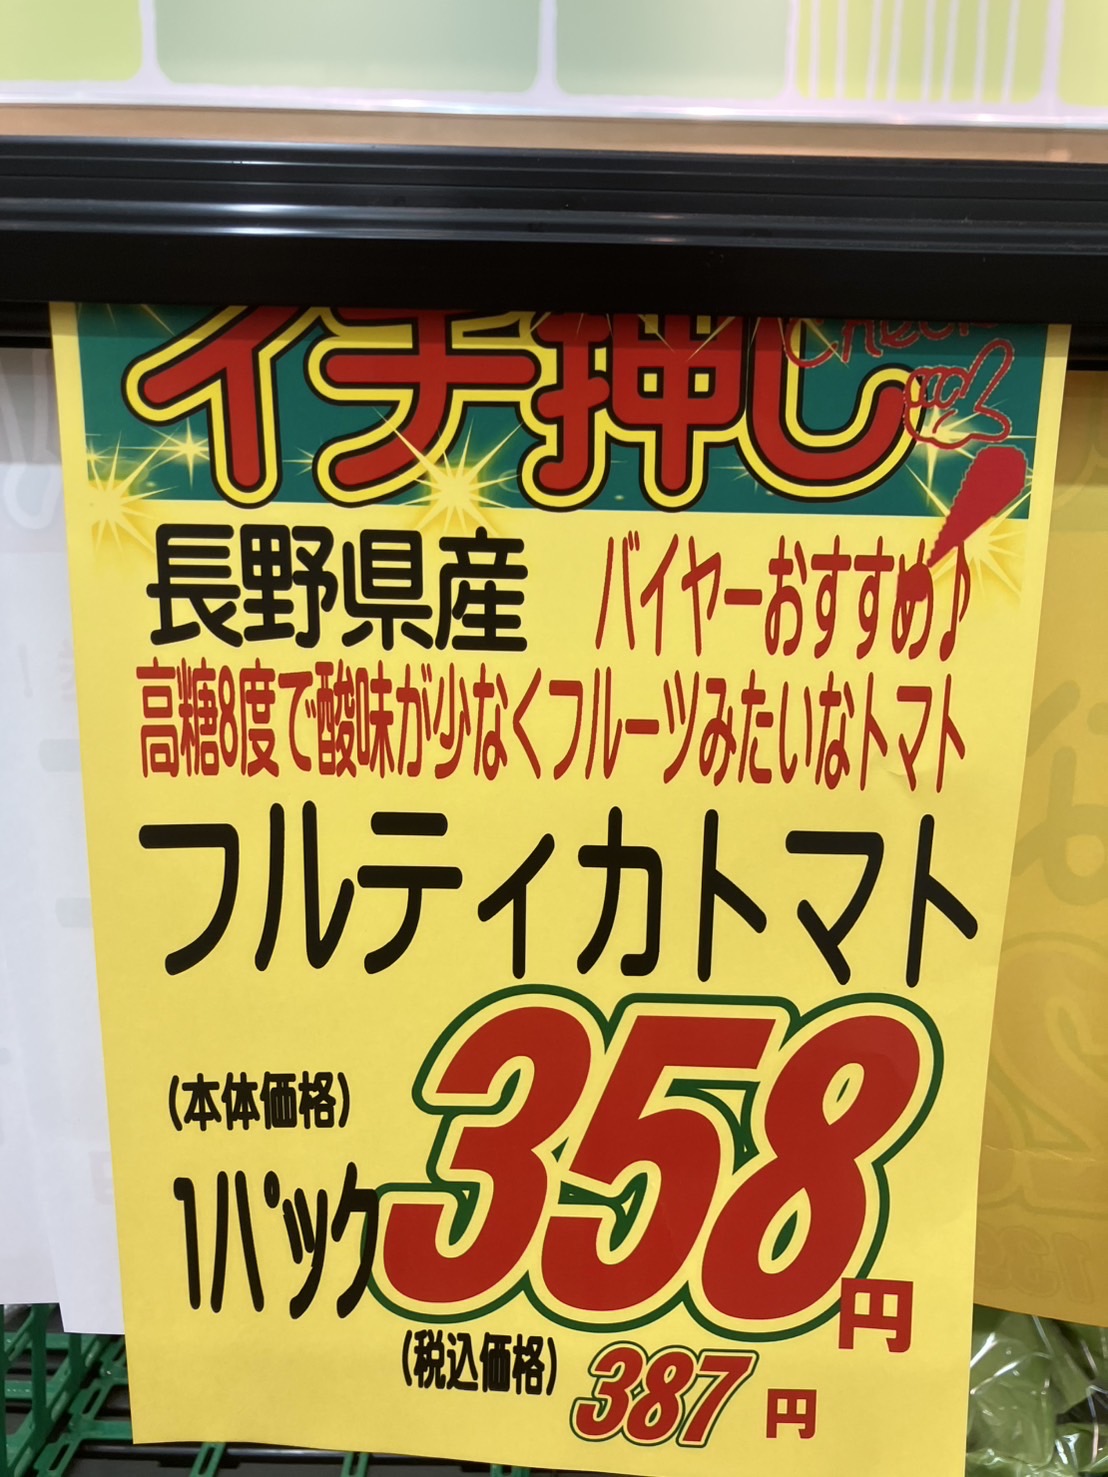 イチ押し
Check
長野県産 バイヤーおすすめ♪
高糖8度で酸味が少なくフルーツみたいなトマト
フルティカトマト
(本体価格)
1パック 358円
(税込価格) 387円